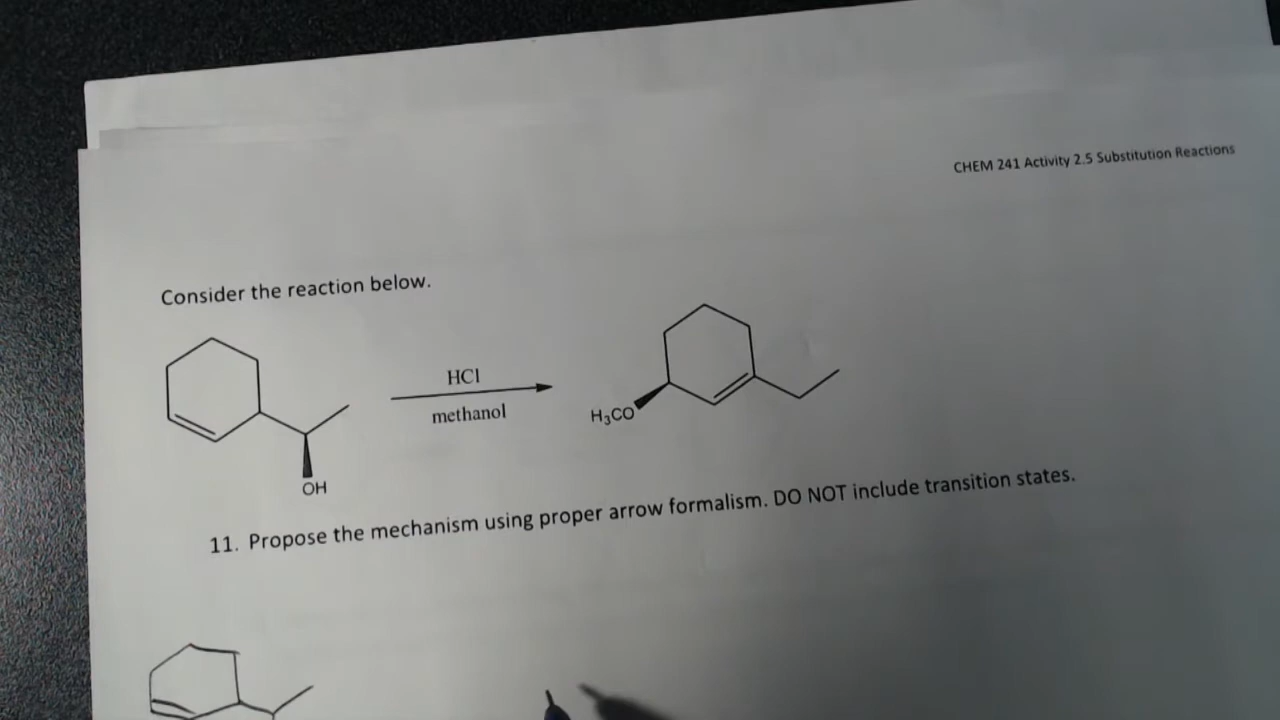 CHEM 241 Activity 2.5 Substitution Reactions
Consider the reaction below.
HCl
methanol
H₃CO
OH
11. Propose the mechanism using proper arrow formalism. DO NOT include transition states.